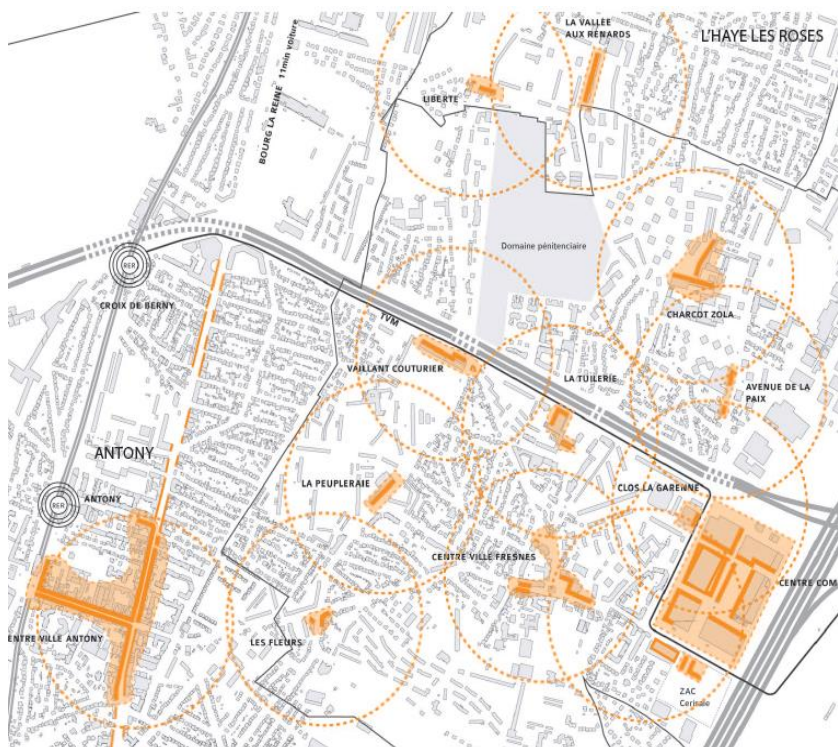 LA VALLEE
AUX RENARDS
L'HAYE LES ROSES
BOURG LA REINE 11min voiture
LIBERTE
Domaine pénitenciaire
RER
CROIX DE BERNY
TVM
CHARCOT ZOLA
VAILLANT COUTURIER
LA TUILERIE
AVENUE DE LA
PAIX
ANTONY
LA PEUPLERAIE
CLOS LA GARENNE
ANTONY
RER
CENTRE VILLE FRESNES
CENTRE COM
ENTRE VILLE ANTONY
LES FLEURS
ZAC
Cerisaie